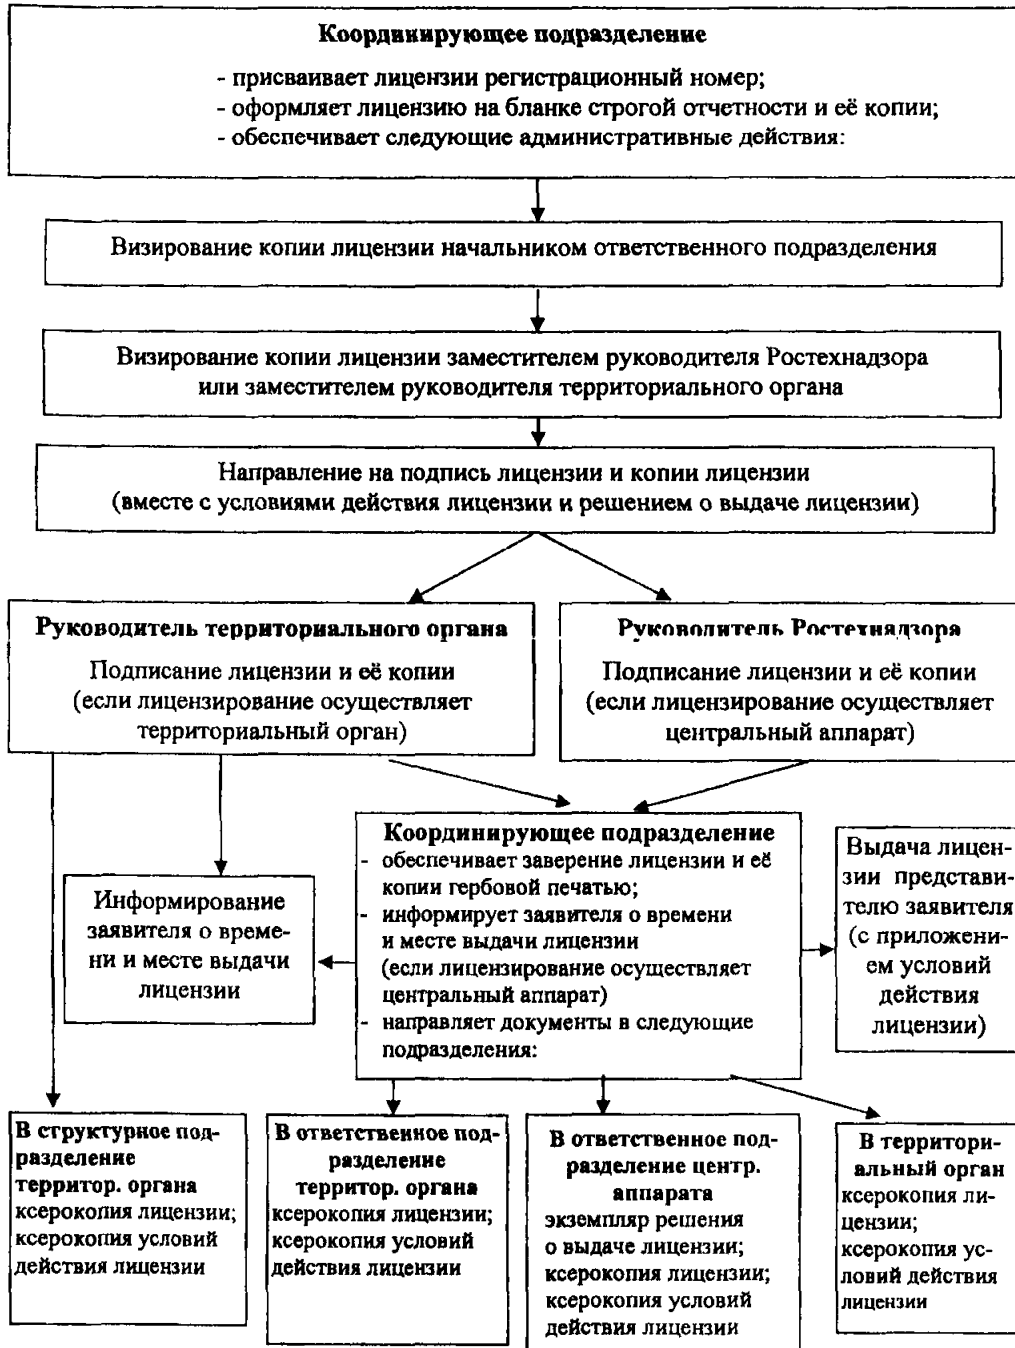 Координирующее подразделение
- присваивает лицензии регистрационный номер;
- оформляет лицензию на бланке строгой отчетности и её копии;
- обеспечивает следующие административные действия:
Визирование копии лицензии начальником ответственного подразделения
Визирование копии лицензии заместителем руководителя Ростехнадзора
или заместителем руководителя территориального органа
Направление на подпись лицензии и копии лицензии
(вместе с условиями действия лицензии и решением о выдаче лицензии)
Руководитель территориального органа
Подписание лицензии и её копии
(если лицензирование осуществляет
территориальный орган)
Руководитель Ростехнадзора
Подписание лицензии и её копии
(если лицензирование осуществляет
центральный аппарат)
Информирование
заявителя о време-
ни и месте выдачи
лицензии
Координирующее подразделение
- обеспечивает заверение лицензии и её
копии гербовой печатью;
- информирует заявителя о времени
и месте выдачи лицензии
(если лицензирование осуществляет
центральный аппарат)
- направляет документы в следующие
подразделения:
Выдача лицен-
зии представи-
телю заявителя
(с приложени-
ем условий
действия
лицензии)
В структурное под-
разделение
территор. органа
ксерокопия лицензии;
ксерокопия условий
действия лицензии
В ответственное под-
разделение
территор. органа
ксерокопия лицензии;
ксерокопия условий
действия лицензии
В ответственное под-
разделение центр.
аппарата
экземпляр решения
о выдаче лицензии;
ксерокопия лицензии;
ксерокопия условий
действия лицензии
В территори-
альный орган
ксерокопия ли-
цензии;
ксерокопия ус-
ловий действия
лицензии